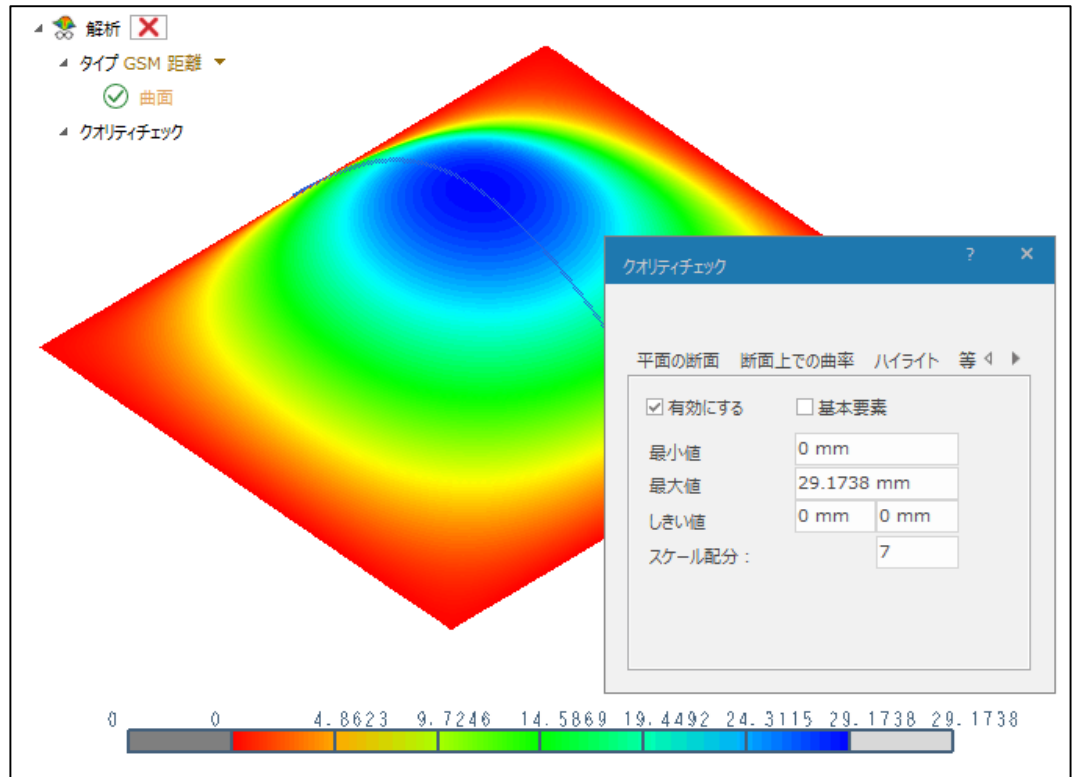 解析
タイプ GSM 距離
曲面
クオリティチェック
クオリティチェック ? ×
平面の断面 断面上での曲率 ハイライト 等
有効にする 基本要素
最小値 0 mm
最大値 29.1738 mm
しきい値 0 mm 0 mm
スケール配分： 7
0 0 4.8623 9.7246 14.5869 19.4492 24.3115 29.1738 29.1738